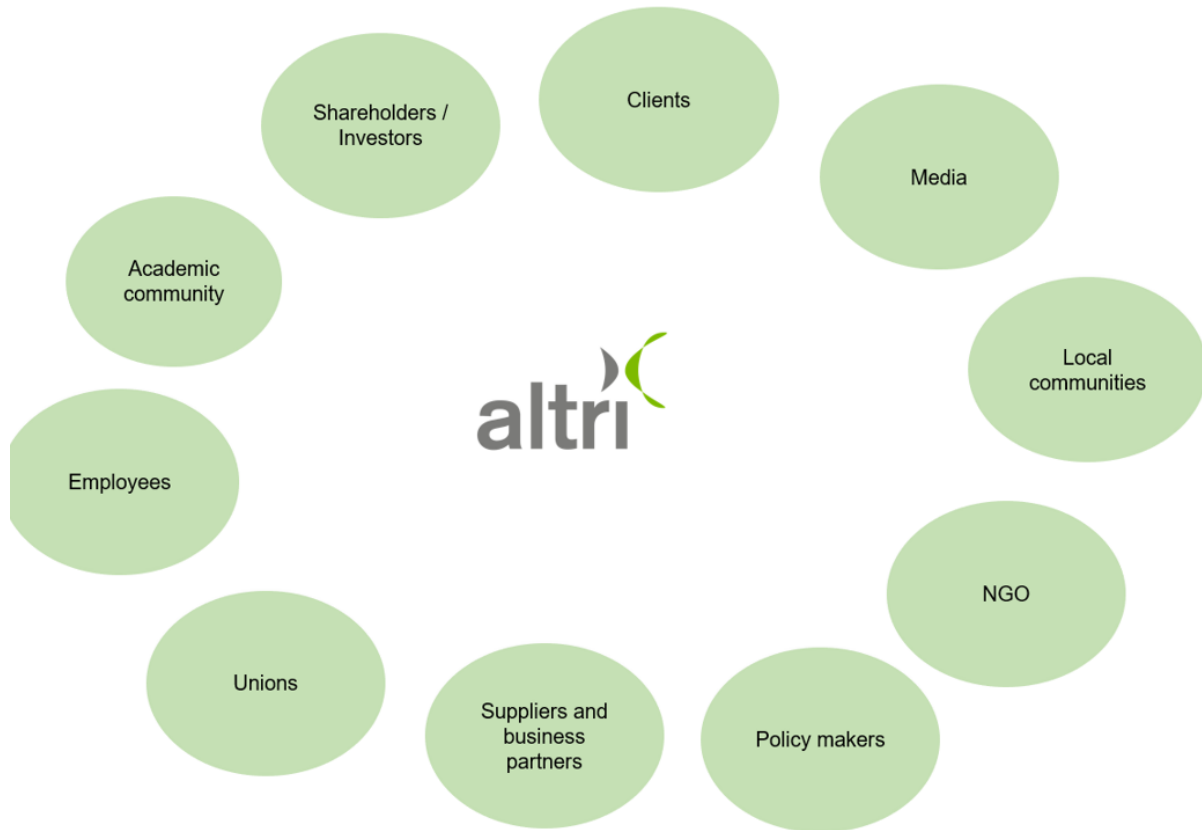 Clients
Shareholders /
Investors
Media
Academic
community
Local
communities
altri
Employees
NGO
Unions
Suppliers and
business
partners
Policy makers